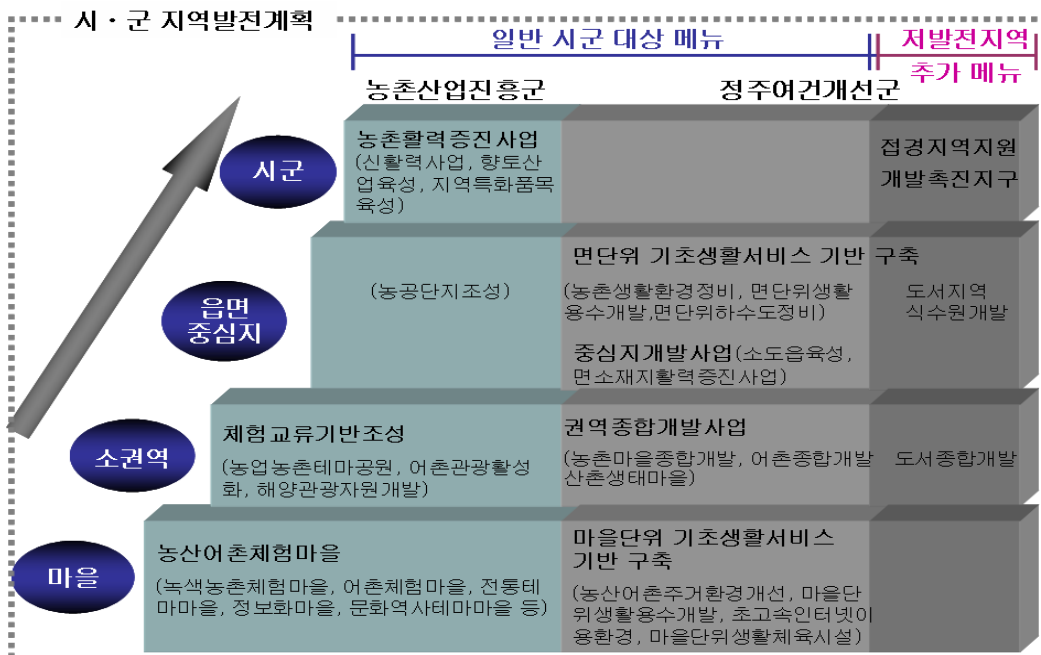 시 · 군 지역발전계획
일반 시군 대상 메뉴
저발전지역
추가 메뉴
농촌산업진흥군
정주여건개선군
시군
농촌활력증진사업
(신활력사업, 향토산
업육성, 지역특화품목
육성)
접경지역지원
개발촉진지구
읍면
중심지
(농공단지조성)
면단위 기초생활서비스 기반 구축
(농촌생활환경정비, 면단위생활
용수개발,면단위하수도정비)
중심지개발사업(소도읍육성,
면소재지활력증진사업)
도서지역
식수원개발
소권역
체험교류기반조성
(농업농촌테마공원, 어촌관광활성
화, 해양관광자원개발)
권역종합개발사업
(농촌마을종합개발, 어촌종합개발
산촌생태마을)
도서종합개발
마을
농산어촌체험마을
(녹색농촌체험마을, 어촌체험마을, 전통테
마마을, 정보화마을, 문화역사테마마을 등)
마을단위 기초생활서비스
기반 구축
(농산어촌주거환경개선, 마을단
위생활용수개발, 초고속인터넷이
용환경, 마을단위생활체육시설)